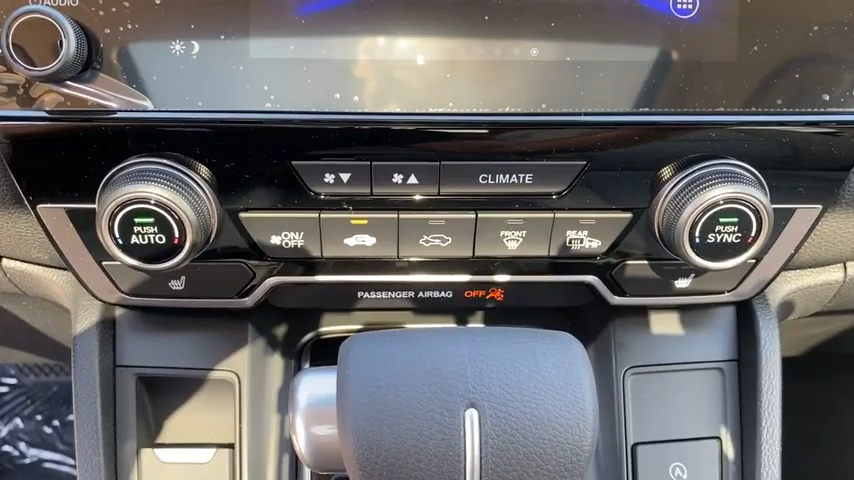 AUDIO
CLIMATE
PUSH
AUTO
ON/
OFF
FRONT
REAR
PUSH
SYNC
PASSENGER AIRBAG OFF
A